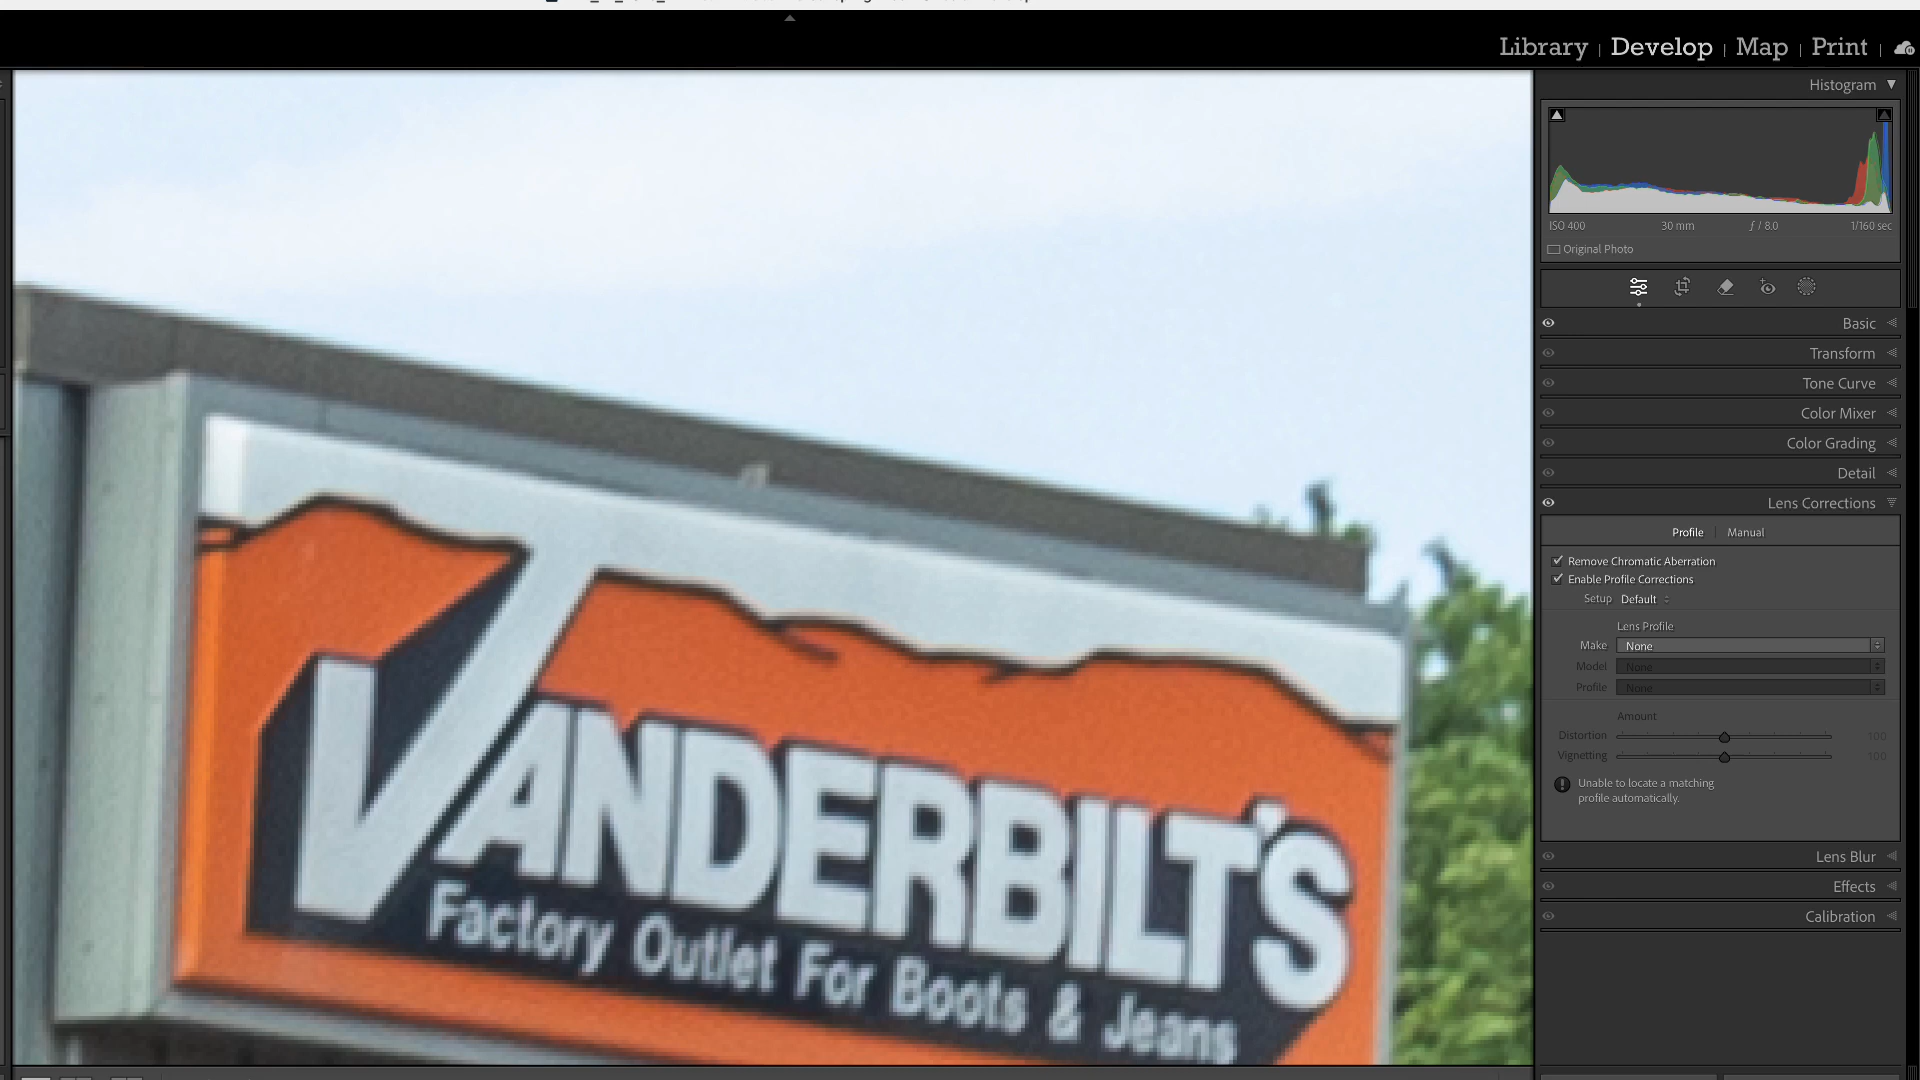 Library | Develop | Map | Print |
Histogram
ISO 400 30 mm ƒ / 8.0 1/160 sec
Original Photo
Basic
Transform
Tone Curve
Color Mixer
Color Grading
Detail
Lens Corrections
Profile | Manual
Remove Chromatic Aberration
Enable Profile Corrections
Setup Default
Lens Profile
Make None
Model None
Profile None
Amount
Distortion 100
Vignetting 100
Unable to locate a matching
profile automatically.
Lens Blur
Effects
Calibration
VANDERBILT'S
Factory Outlet For Boots & Jeans